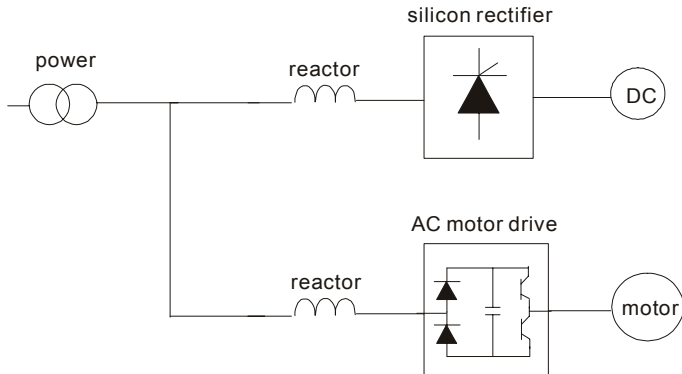 silicon rectifier
power
reactor
DC
AC motor drive
reactor
motor